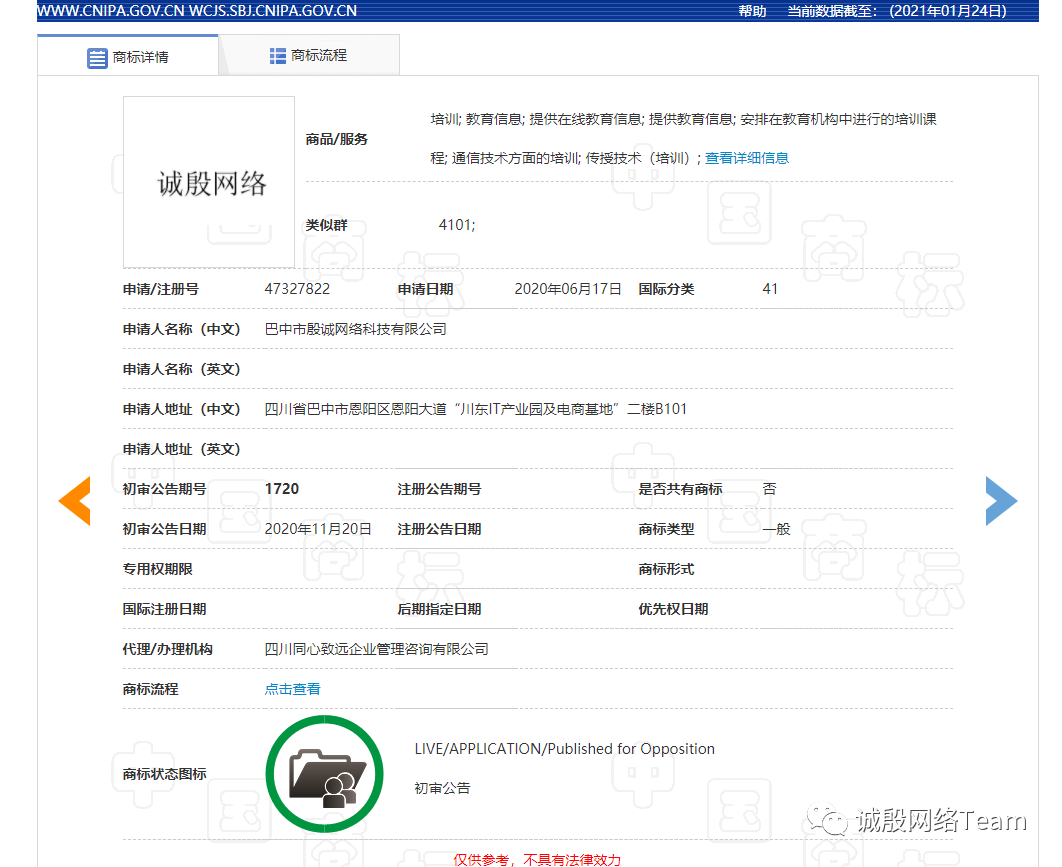 WWW.CNIPA.GOV.CN WCJS.SBJ.CNIPA.GOV.CN 帮助 当前数据截至： (2021年01月24日)
商标详情 商标流程
诚殷网络
商品/服务
培训; 教育信息; 提供在线教育信息; 提供教育信息; 安排在教育机构中进行的培训课
程; 通信技术方面的培训; 传授技术（培训）; 查看详细信息
类似群 4101;
申请/注册号 47327822 申请日期 2020年06月17日 国际分类 41
申请人名称（中文） 巴中市殷诚网络科技有限公司
申请人名称（英文）
申请人地址（中文） 四川省巴中市恩阳区恩阳大道“川东IT产业园及电商基地”二楼B101
申请人地址（英文）
初审公告期号 1720 注册公告期号 是否共有商标 否
初审公告日期 2020年11月20日 注册公告日期 商标类型 一般
专用权期限 商标形式
国际注册日期 后期指定日期 优先权日期
代理/办理机构 四川同心致远企业管理咨询有限公司
商标流程 点击查看
商标状态图标
LIVE/APPLICATION/Published for Opposition
初审公告
诚殷网络Team
仅供参考，不具有法律效力
中国商标